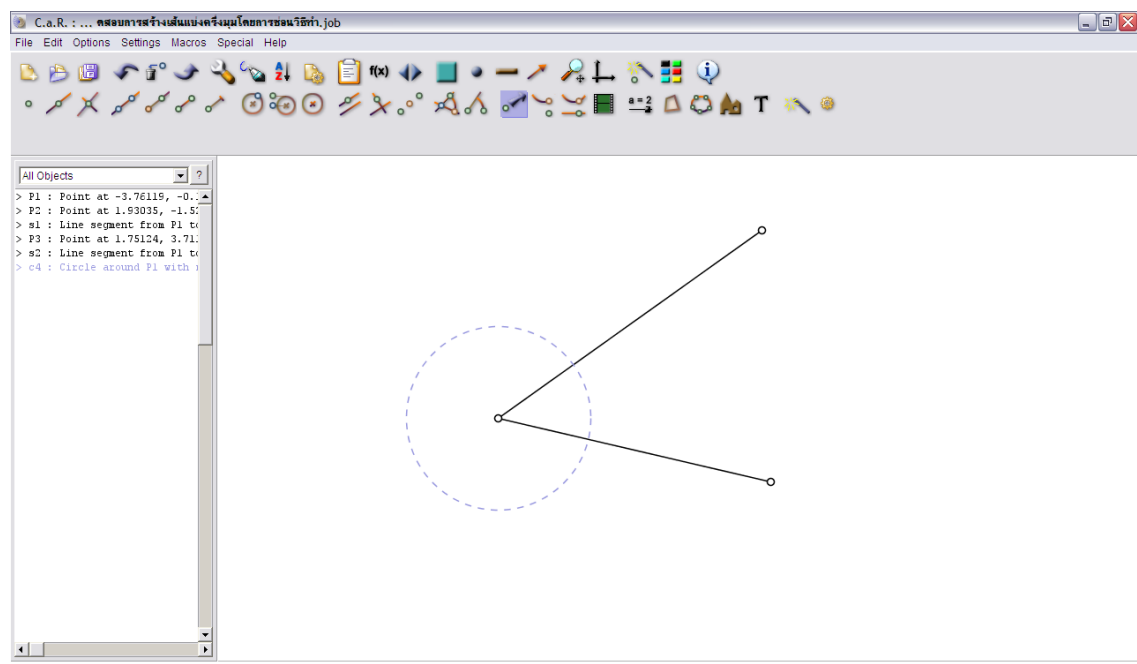 C.a.R. : ... ดสอบการสร้างเส้นแบ่งครึ่งมุมโดยการซ่อนวิธีทำ.job
File Edit Options Settings Macros Special Help
f(x)
a = 2 T
All Objects ?
> P1 : Point at -3.76119, -0.
> P2 : Point at 1.93035, -1.52
> s1 : Line segment from P1 to
> P3 : Point at 1.75124, 3.71
> s2 : Line segment from P1 to
> c4 : Circle around P1 with